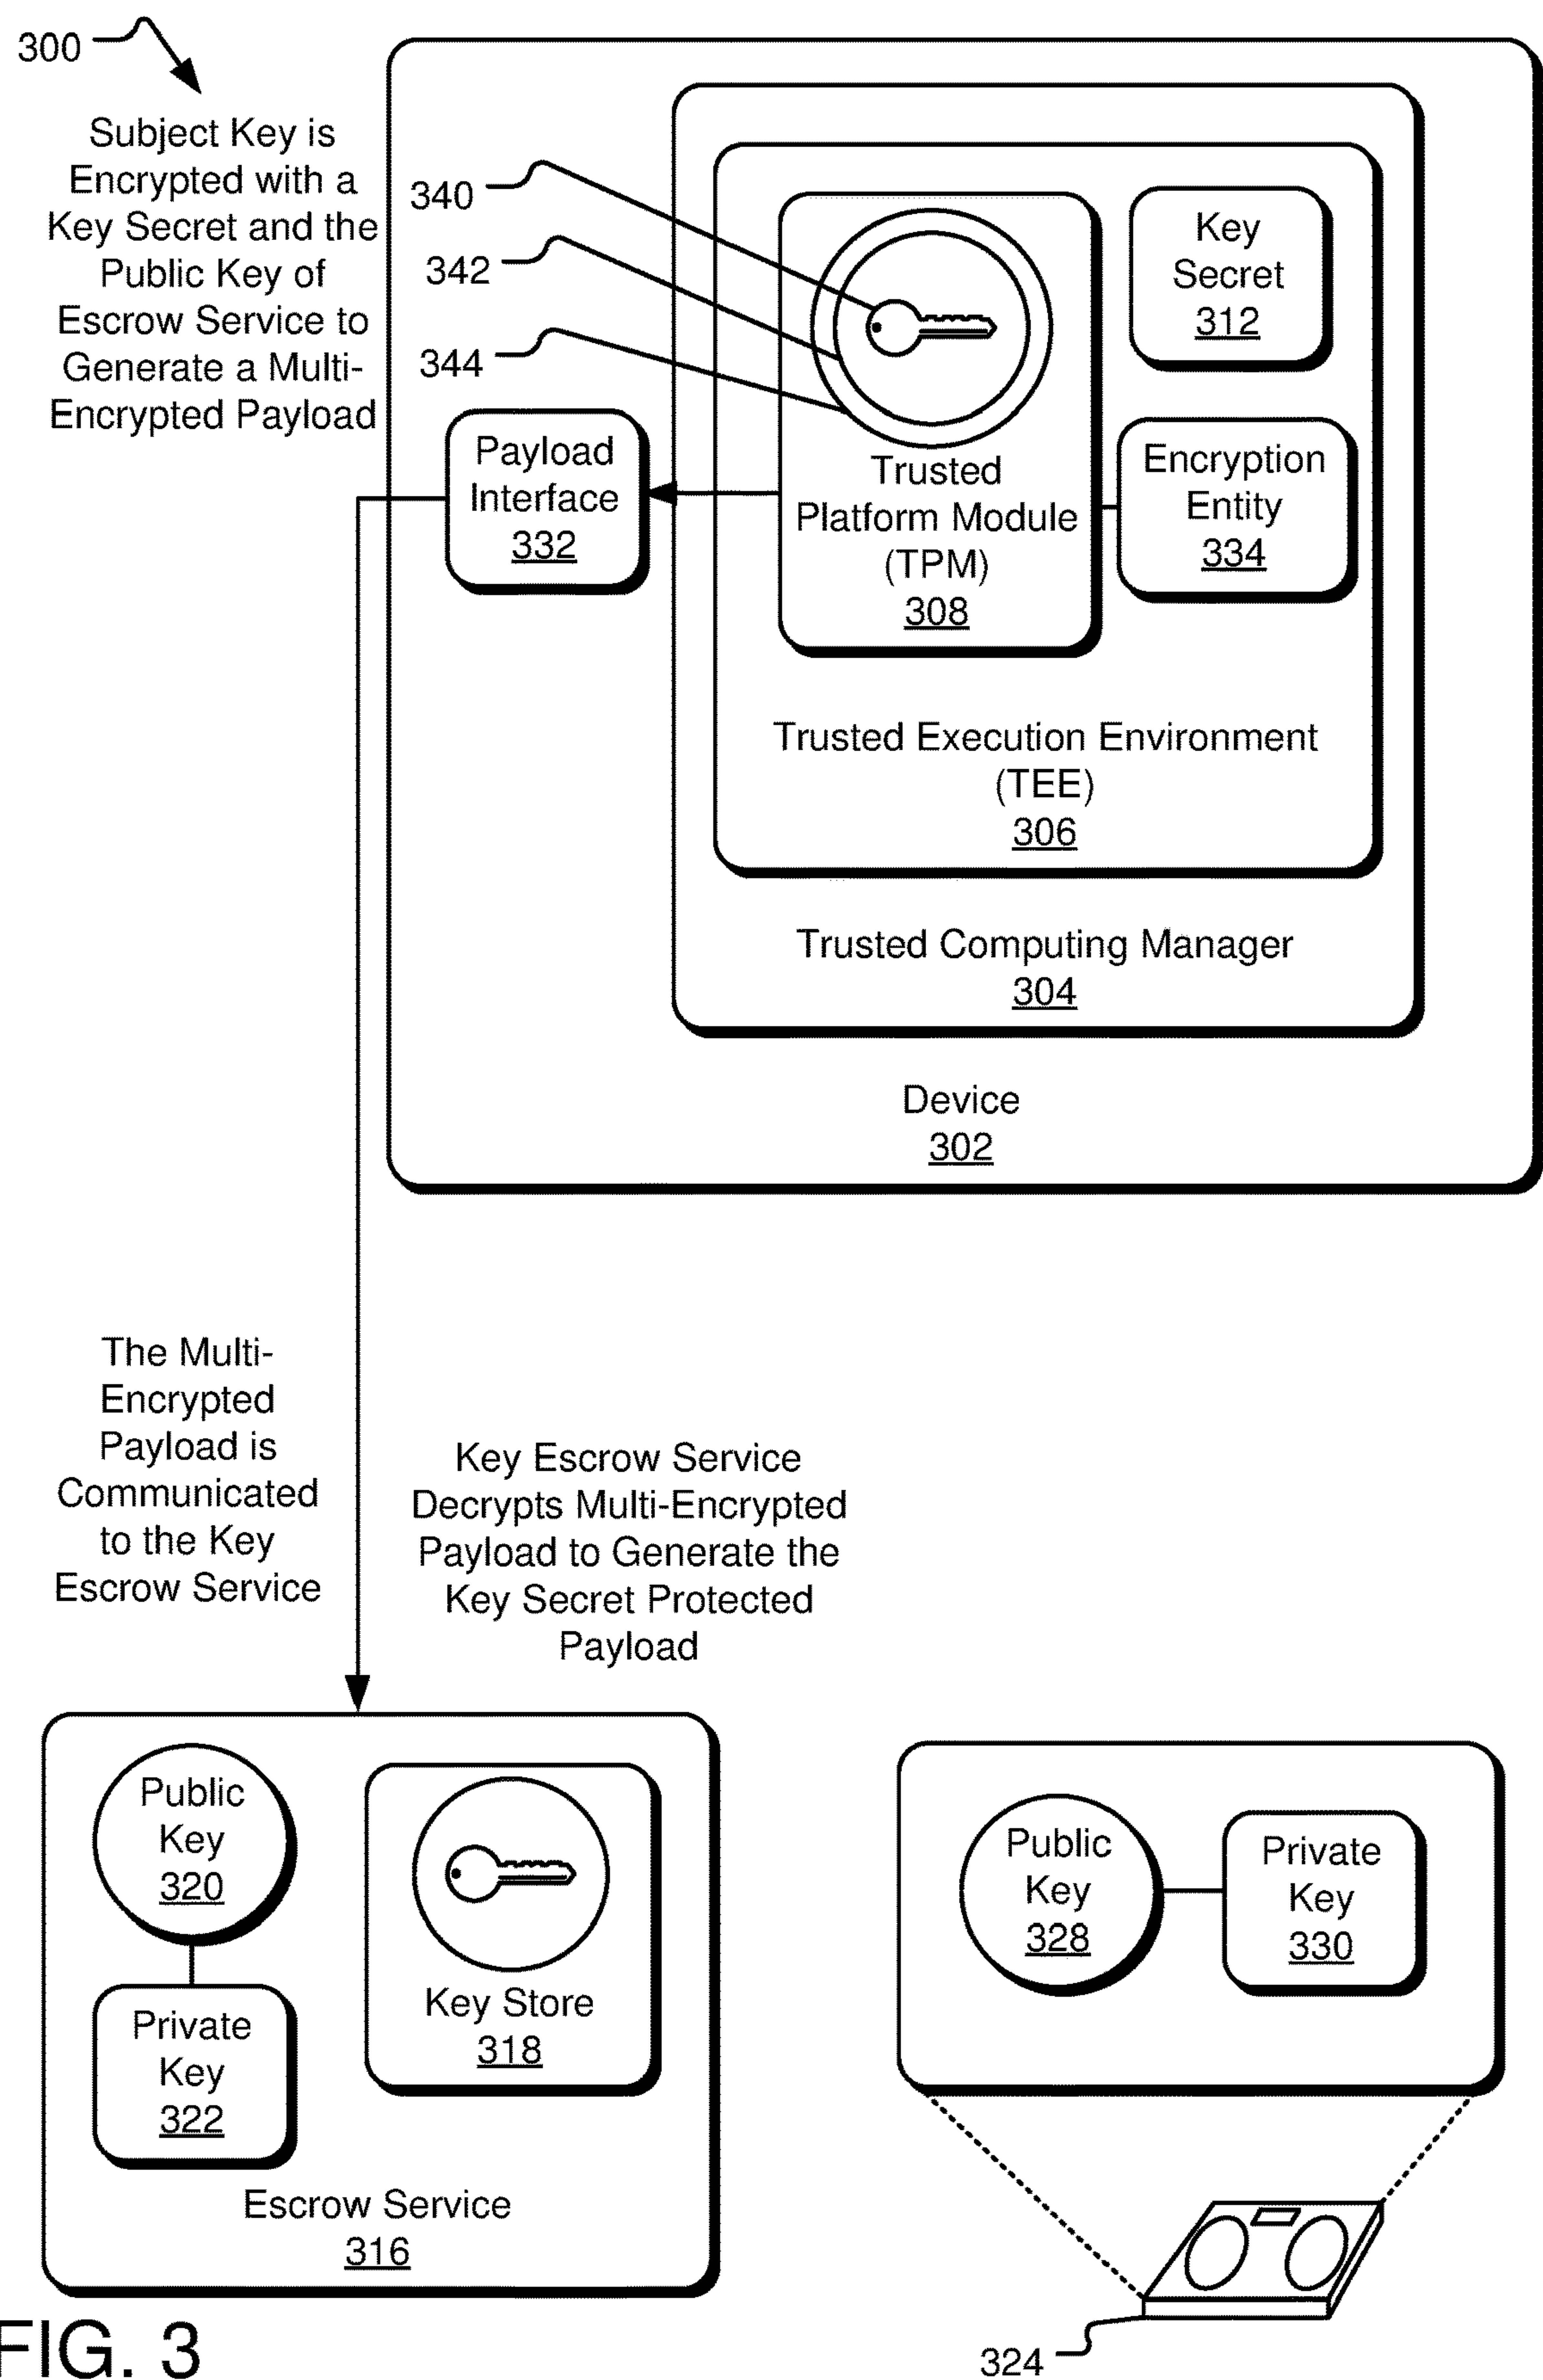 300
Subject Key is
Encrypted with a
Key Secret and the
Public Key of
Escrow Service to
Generate a Multi-
Encrypted Payload
340
342
344
Key
Secret
312
Payload
Interface
332
Trusted
Platform Module
(TPM)
308
Encryption
Entity
334
Trusted Execution Environment
(TEE)
306
Trusted Computing Manager
304
Device
302
The Multi-
Encrypted
Payload is
Communicated
to the Key
Escrow Service
Key Escrow Service
Decrypts Multi-Encrypted
Payload to Generate the
Key Secret Protected
Payload
Public
Key
320
Private
Key
322
Key Store
318
Escrow Service
316
Public
Key
328
Private
Key
330
324
FIG. 3